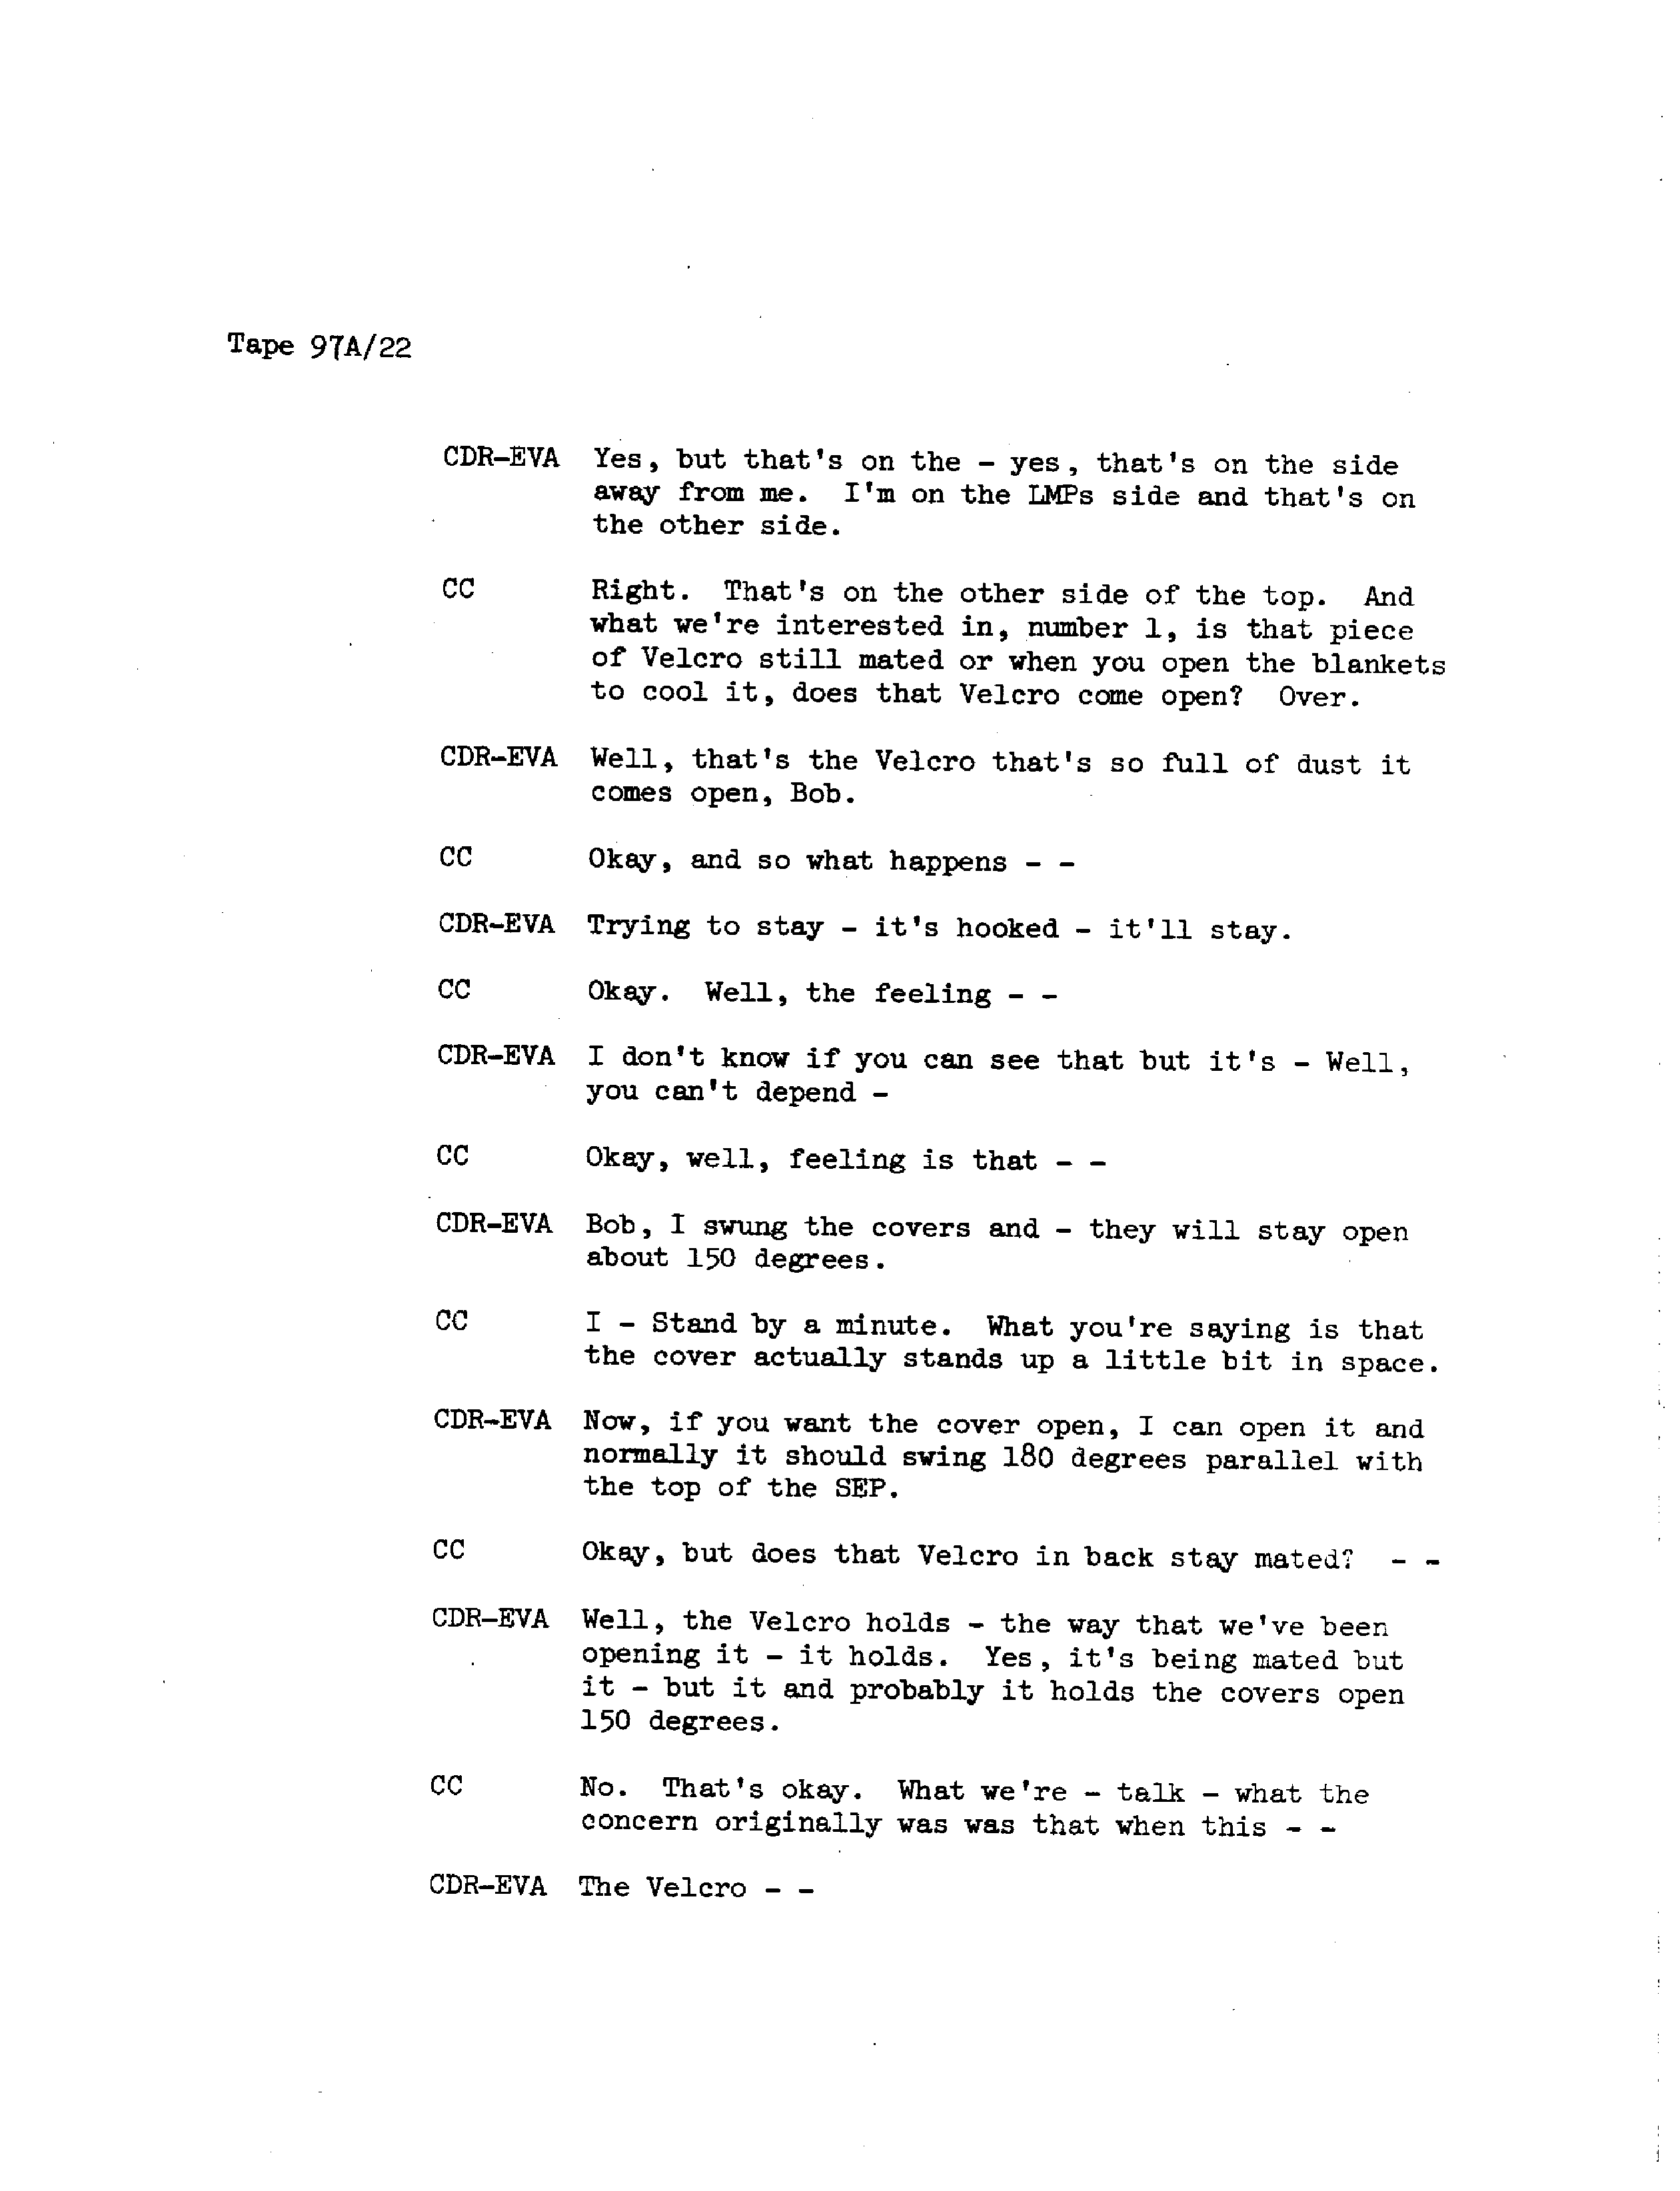 Tape 97A/22
CDR-EVA Yes, but that's on the - yes, that's on the side
away from me. I'm on the LMPs side and that's on
the other side.
CC Right. That's on the other side of the top. And
what we're interested in, number 1, is that piece
of Velcro still mated or when you open the blankets
to cool it, does that Velcro come open? Over.
CDR-EVA Well, that's the Velcro that's so full of dust it
comes open, Bob.
CC Okay, and so what happens - -
CDR-EVA Trying to stay - it's hooked - it'll stay.
CC Okay. Well, the feeling - -
CDR-EVA I don't know if you can see that but it's - Well,
you can't depend -
CC Okay, well, feeling is that - -
CDR-EVA Bob, I swung the covers and - they will stay open
about 150 degrees.
CC I - Stand by a minute. What you're saying is that
the cover actually stands up a little bit in space.
CDR-EVA Now, if you want the cover open, I can open it and
normally it should swing 180 degrees parallel with
the top of the SEP.
CC Okay, but does that Velcro in back stay mated? - -
CDR-EVA Well, the Velcro holds - the way that we've been
opening it - it holds. Yes, it's being mated but
it - but it and probably it holds the covers open
150 degrees.
CC No. That's okay. What we're - talk - what the
concern originally was was that when this - -
CDR-EVA The Velcro - -